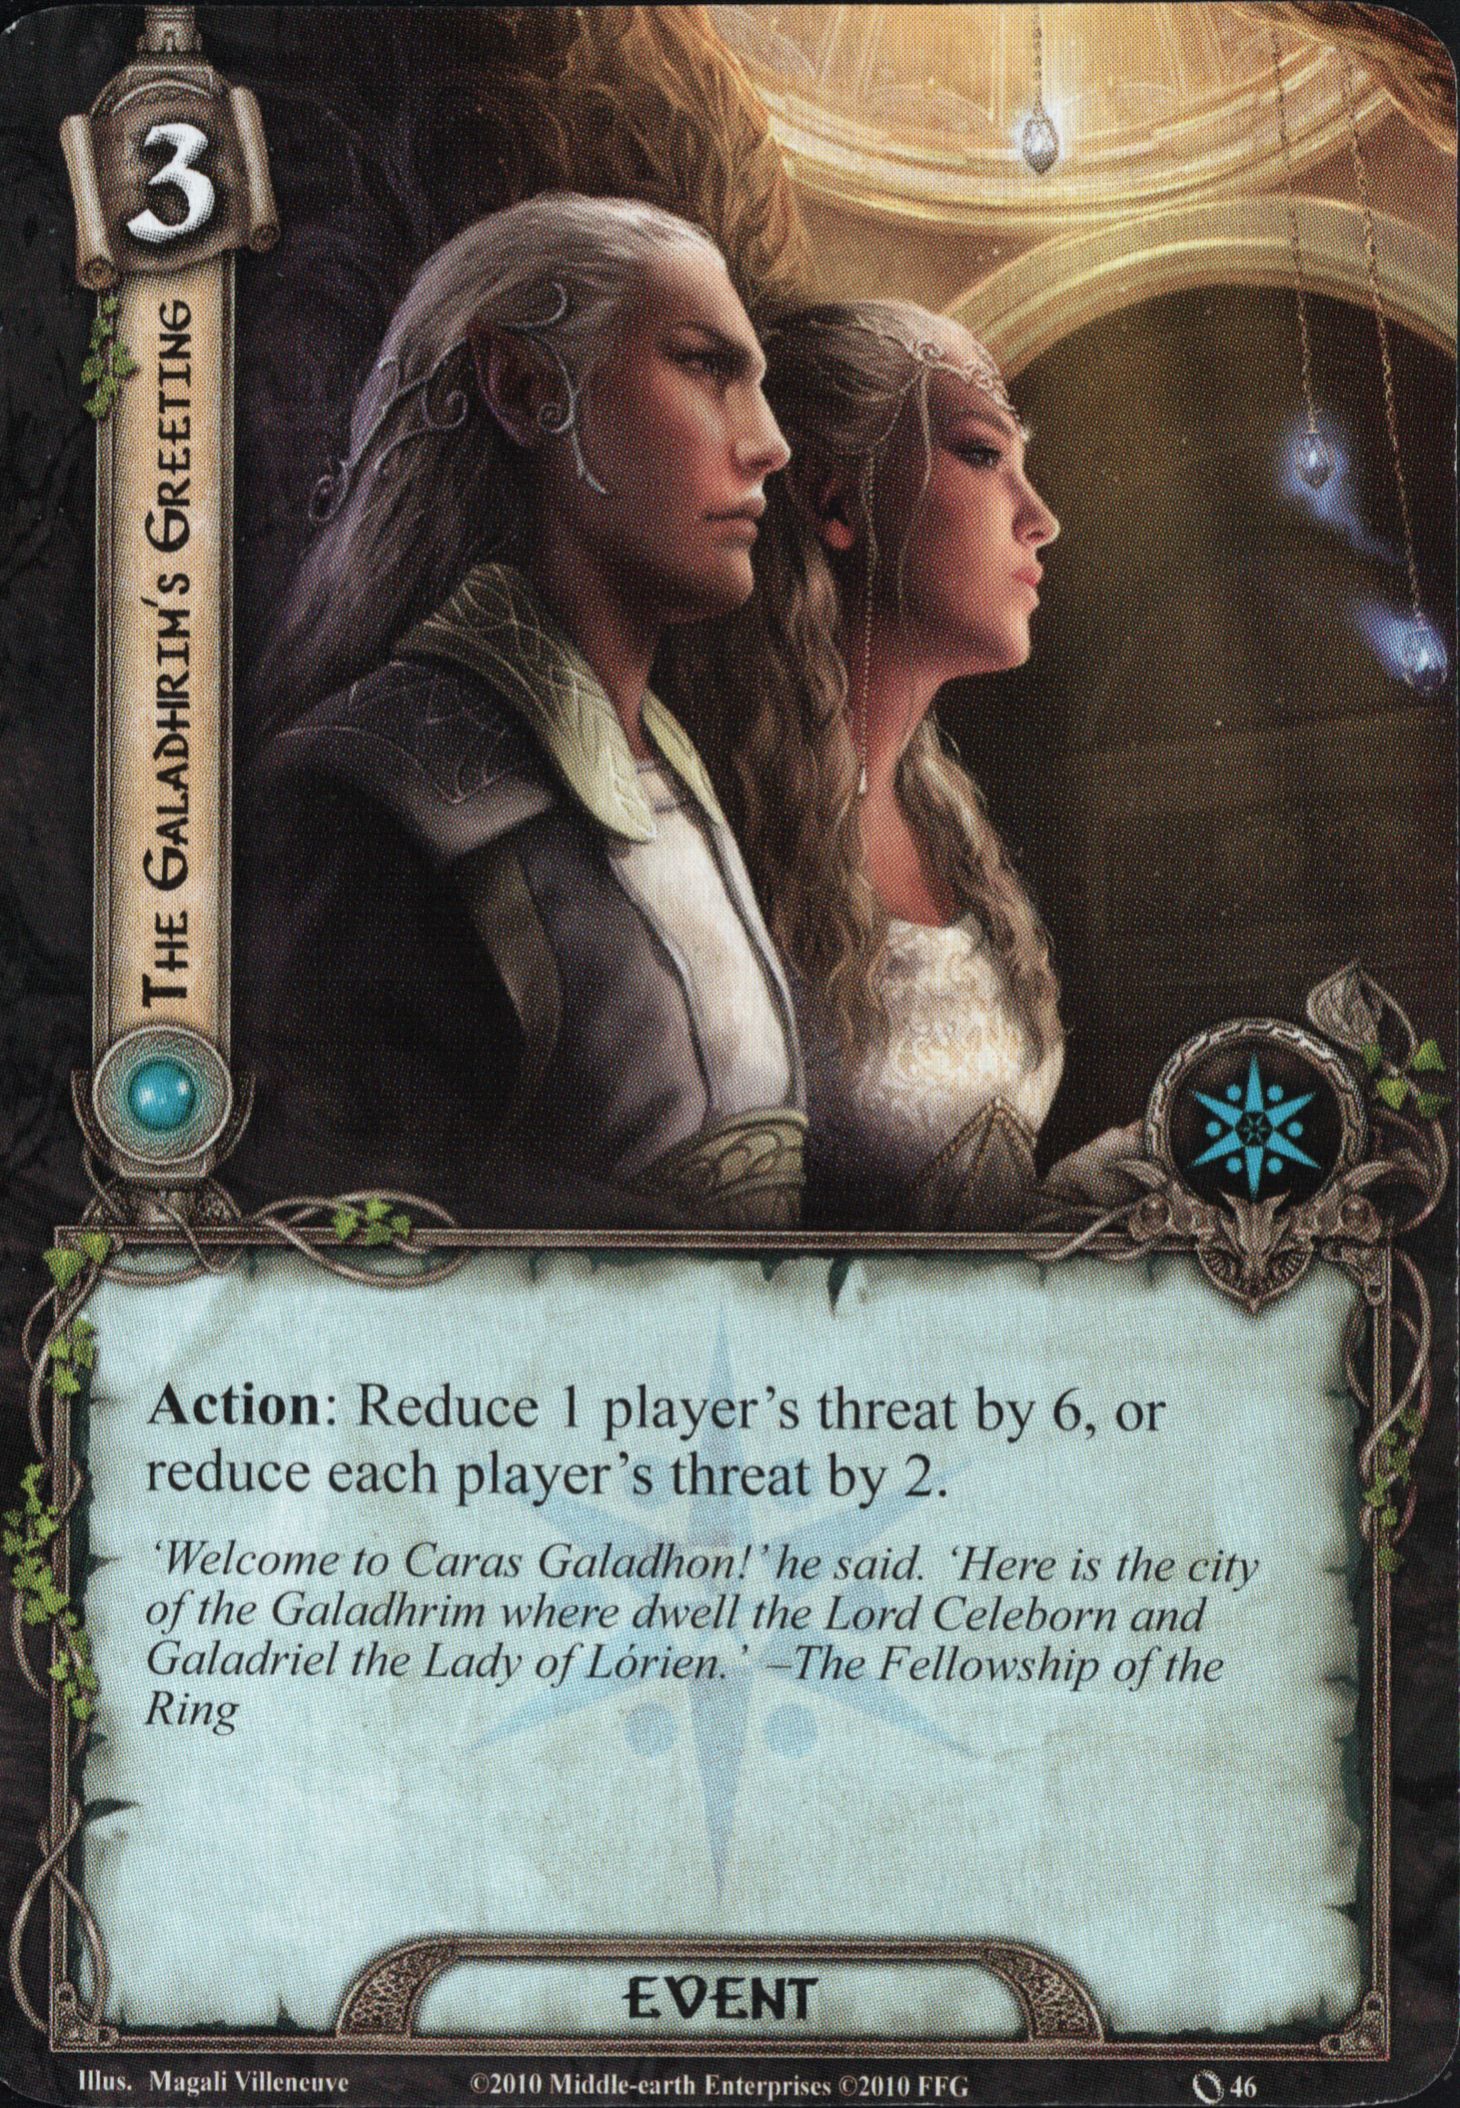 3
The Galadhrim's Greeting
Action: Reduce 1 player's threat by 6, or
reduce each player's threat by 2.
'Welcome to Caras Galadhon!' he said. 'Here is the city
of the Galadhrim where dwell the Lord Celeborn and
Galadriel the Lady of Lórien.' –The Fellowship of the
Ring
EVENT
Illus. Magali Villeneuve ©2010 Middle-earth Enterprises ©2010 FFG 46